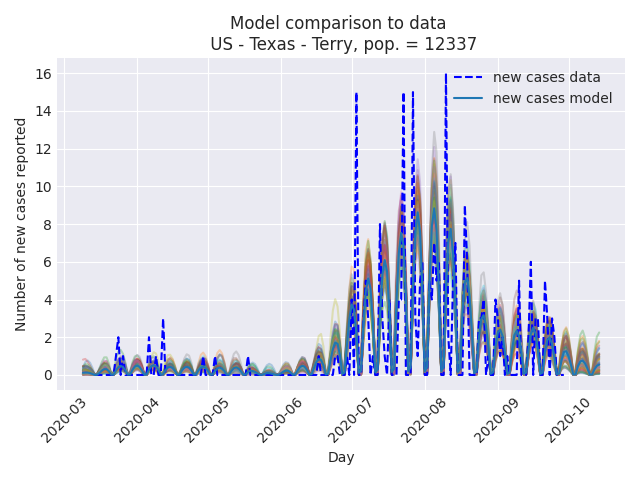 Model comparison to data
US - Texas - Terry, pop. = 12337
new cases data
new cases model
Number of new cases reported
16
14
12
10
8
6
4
2
0
2020-03
2020-04
2020-05
2020-06
2020-07
2020-08
2020-09
2020-10
Day